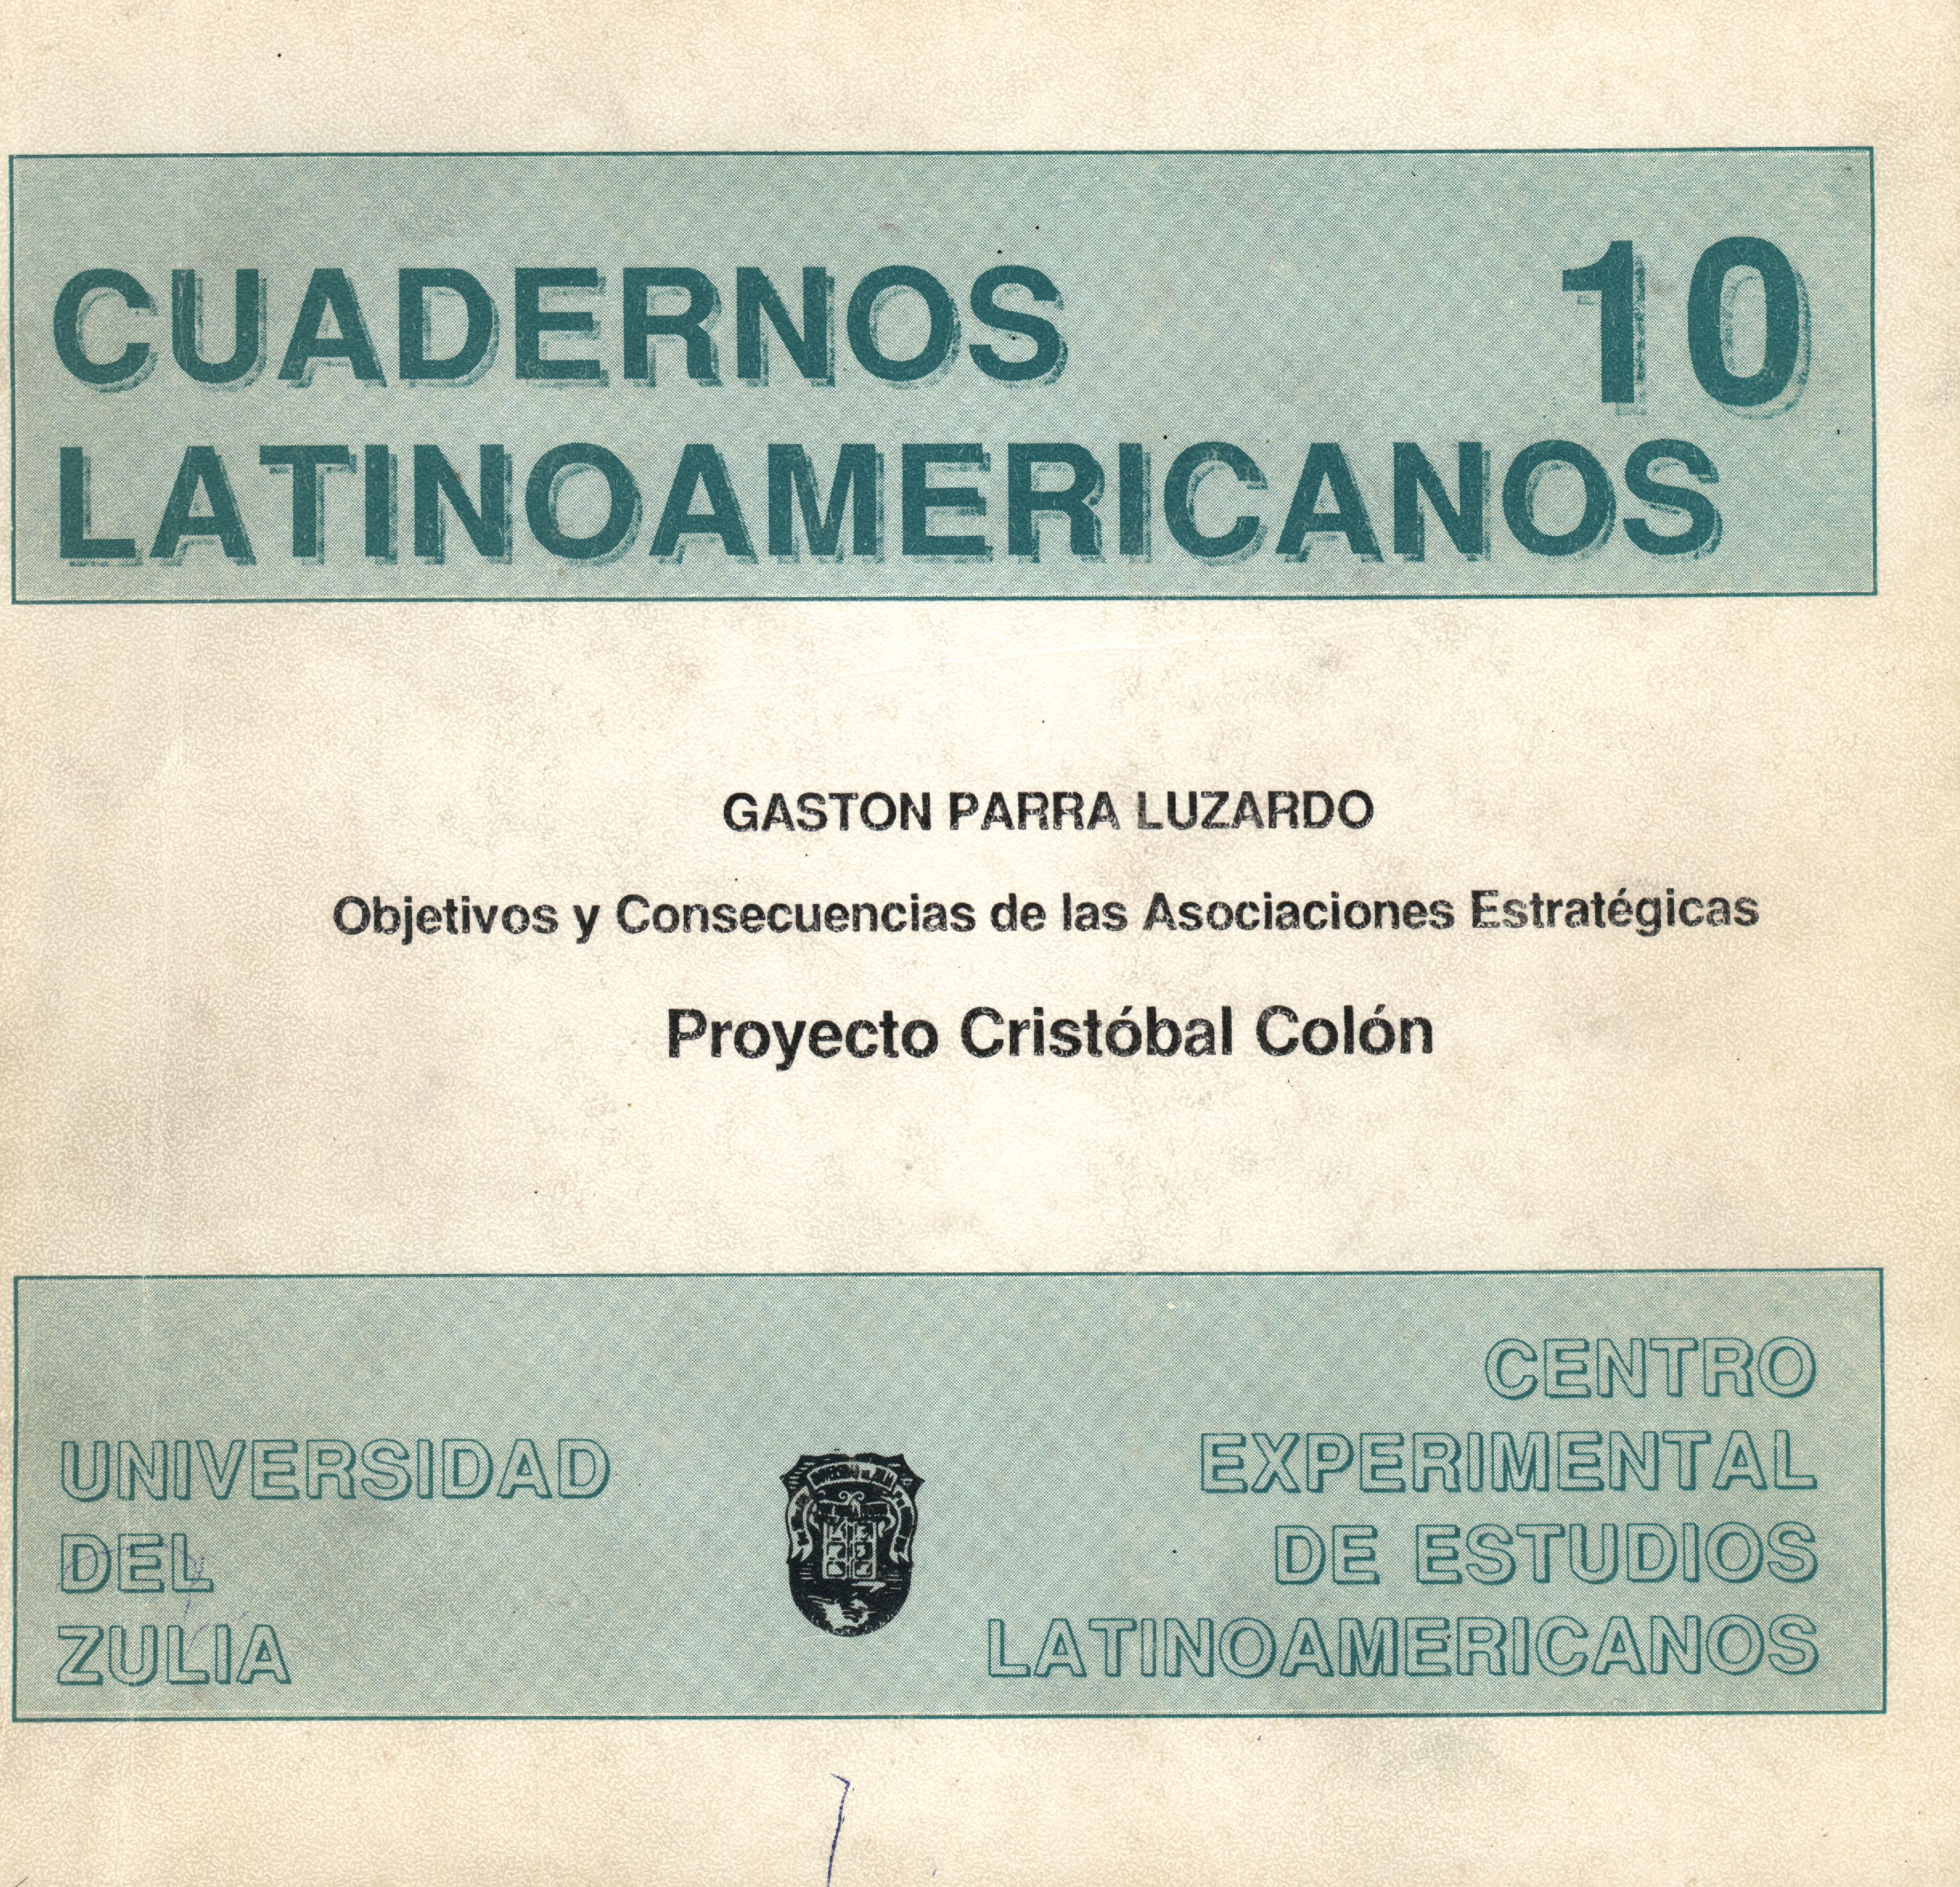 CUADERNOS 10
LATINOAMERICANOS
GASTON PARRA LUZARDO
Objetivos y Consecuencias de las Asociaciones Estratégicas
Proyecto Cristóbal Colón
UNIVERSIDAD
DEL
ZULIA
CENTRO
EXPERIMENTAL
DE ESTUDIOS
LATINOAMERICANOS